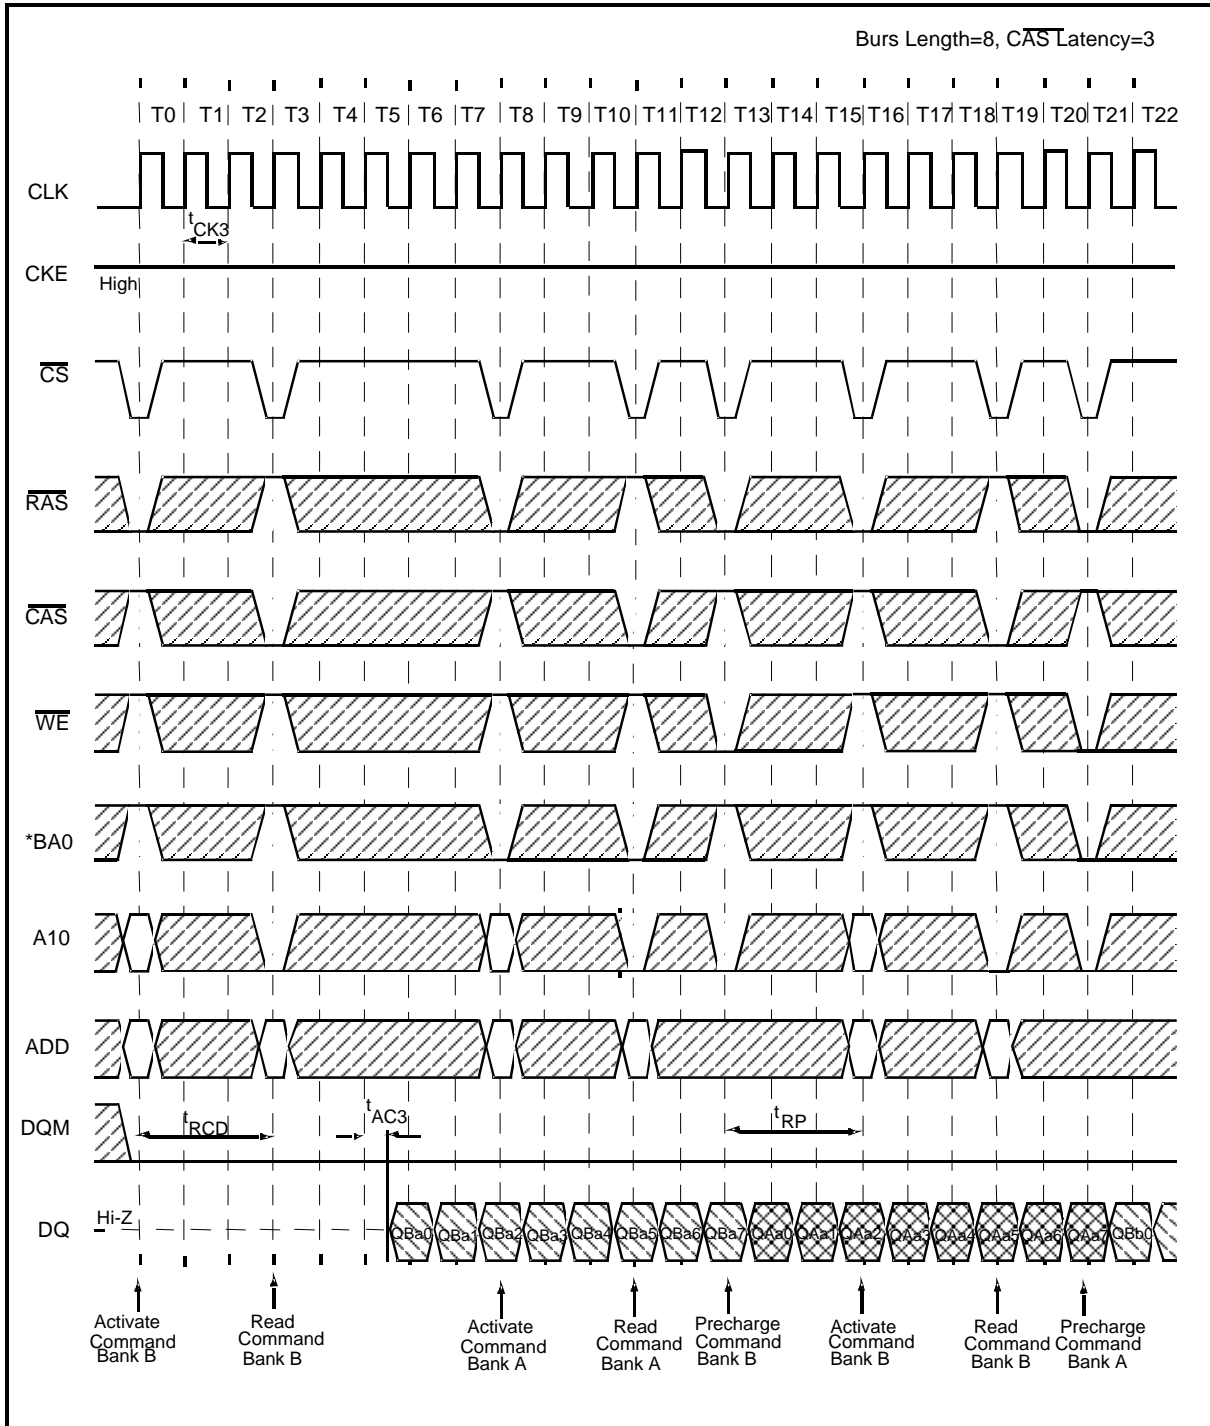 Burs Length=8, CAS Latency=3
T0 T1 T2 T3 T4 T5 T6 T7 T8 T9 T10 T11 T12 T13 T14 T15 T16 T17 T18 T19 T20 T21 T22
CLK
tCK3
CKE
High
CS
RAS
CAS
WE
*BA0
A10
ADD
DQM
tRCD
tAC3
tRP
DQ
Hi-Z
QBa0 QBa1 QBa2 QBa3 QBa4 QBa5 QBa6 QBa7 QAa0 QAa1 QAa2 QAa3 QAa4 QAa5 QAa6 QAa7 QBb0
Activate
Command
Bank B
Read
Command
Bank B
Activate
Command
Bank A
Read
Command
Bank A
Precharge
Command
Bank B
Activate
Command
Bank B
Read
Command
Bank B
Precharge
Command
Bank A